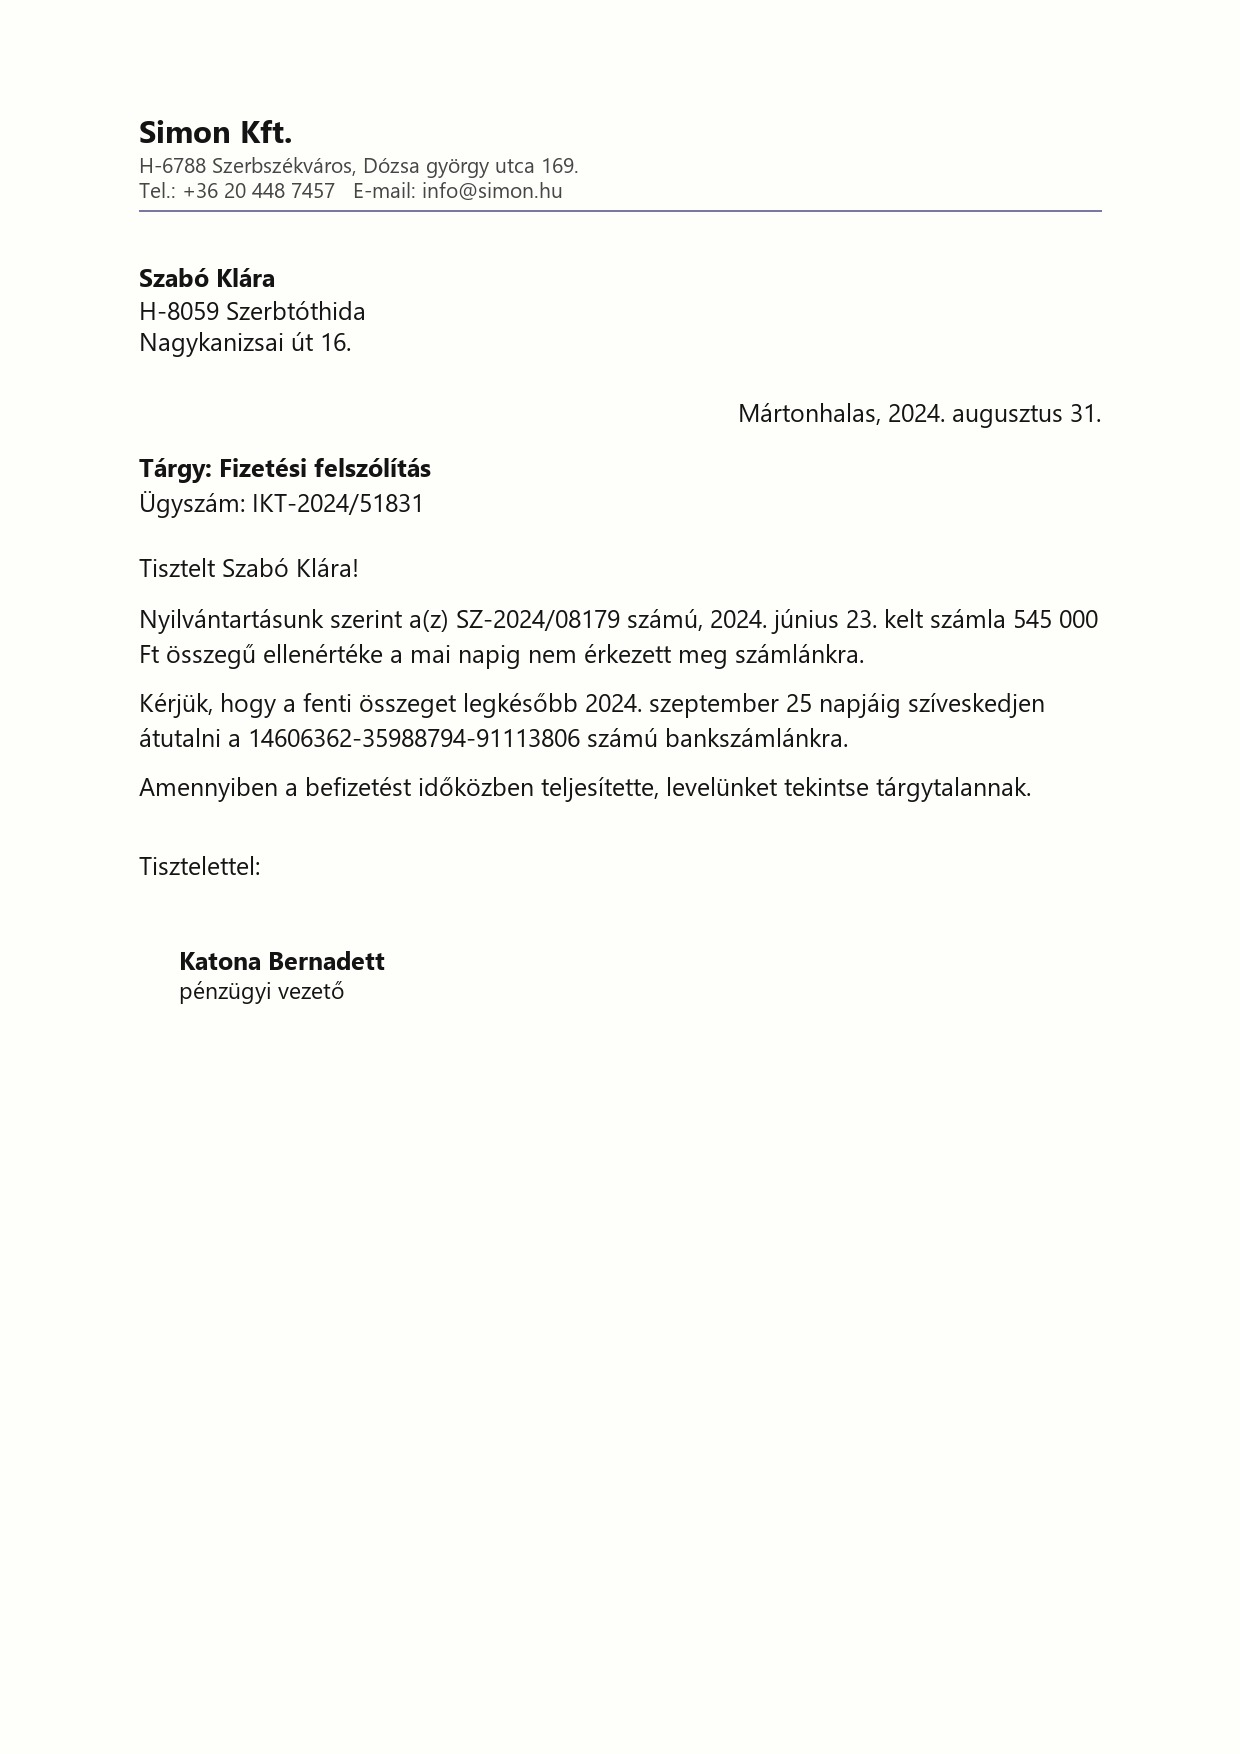 Simon Kft.
H-6788 Szerbszékváros, Dózsa györgy utca 169.
Tel.: +36 20 448 7457   E-mail: info@simon.hu
Szabó Klára
H-8059 Szerbtóthida
Nagykanizsai út 16.
Mártonhalas, 2024. augusztus 31.
Tárgy: Fizetési felszólítás
Ügyszám: IKT-2024/51831
Tisztelt Szabó Klára!
Nyilvántartásunk szerint a(z) SZ-2024/08179 számú, 2024. június 23. kelt számla 545 000
Ft összegű ellenértéke a mai napig nem érkezett meg számlánkra.
Kérjük, hogy a fenti összeget legkésőbb 2024. szeptember 25 napjáig szíveskedjen
átutalni a 14606362-35988794-91113806 számú bankszámlánkra.
Amennyiben a befizetést időközben teljesítette, levelünket tekintse tárgytalannak.
Tisztelettel:
Katona Bernadett
pénzügyi vezető